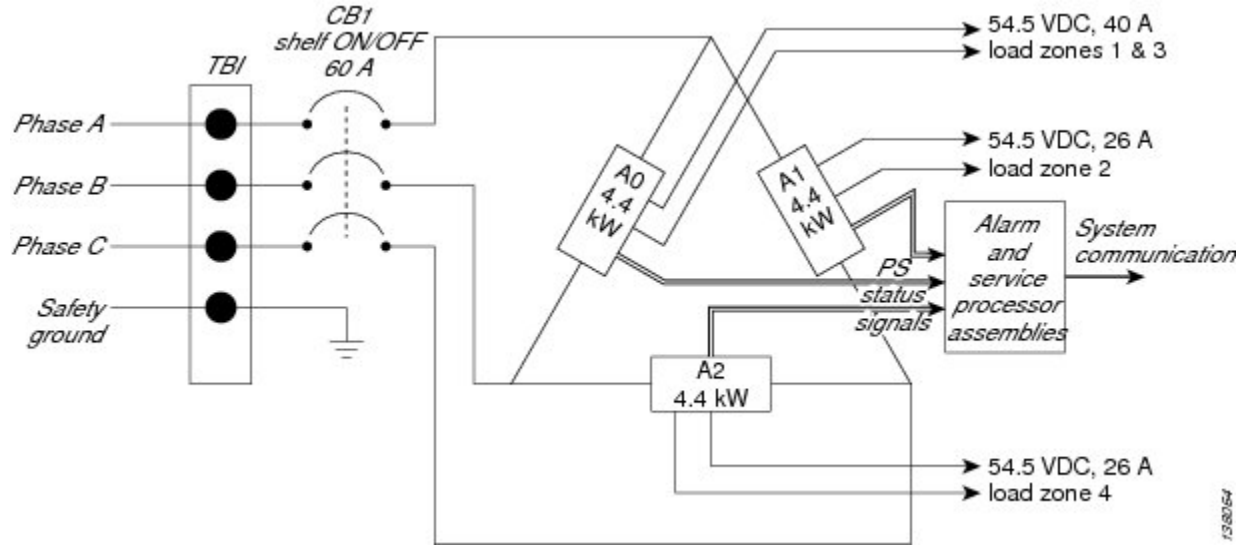 CB1
shelf ON/OFF
60 A
TBI
Phase A
Phase B
Phase C
Safety
ground
A0
4.4
kW
A1
4.4
kW
A2
4.4 kW
54.5 VDC, 40 A
load zones 1 & 3
54.5 VDC, 26 A
load zone 2
PS
status
signals
Alarm
and
service
processor
assemblies
System
communication
54.5 VDC, 26 A
load zone 4
138064